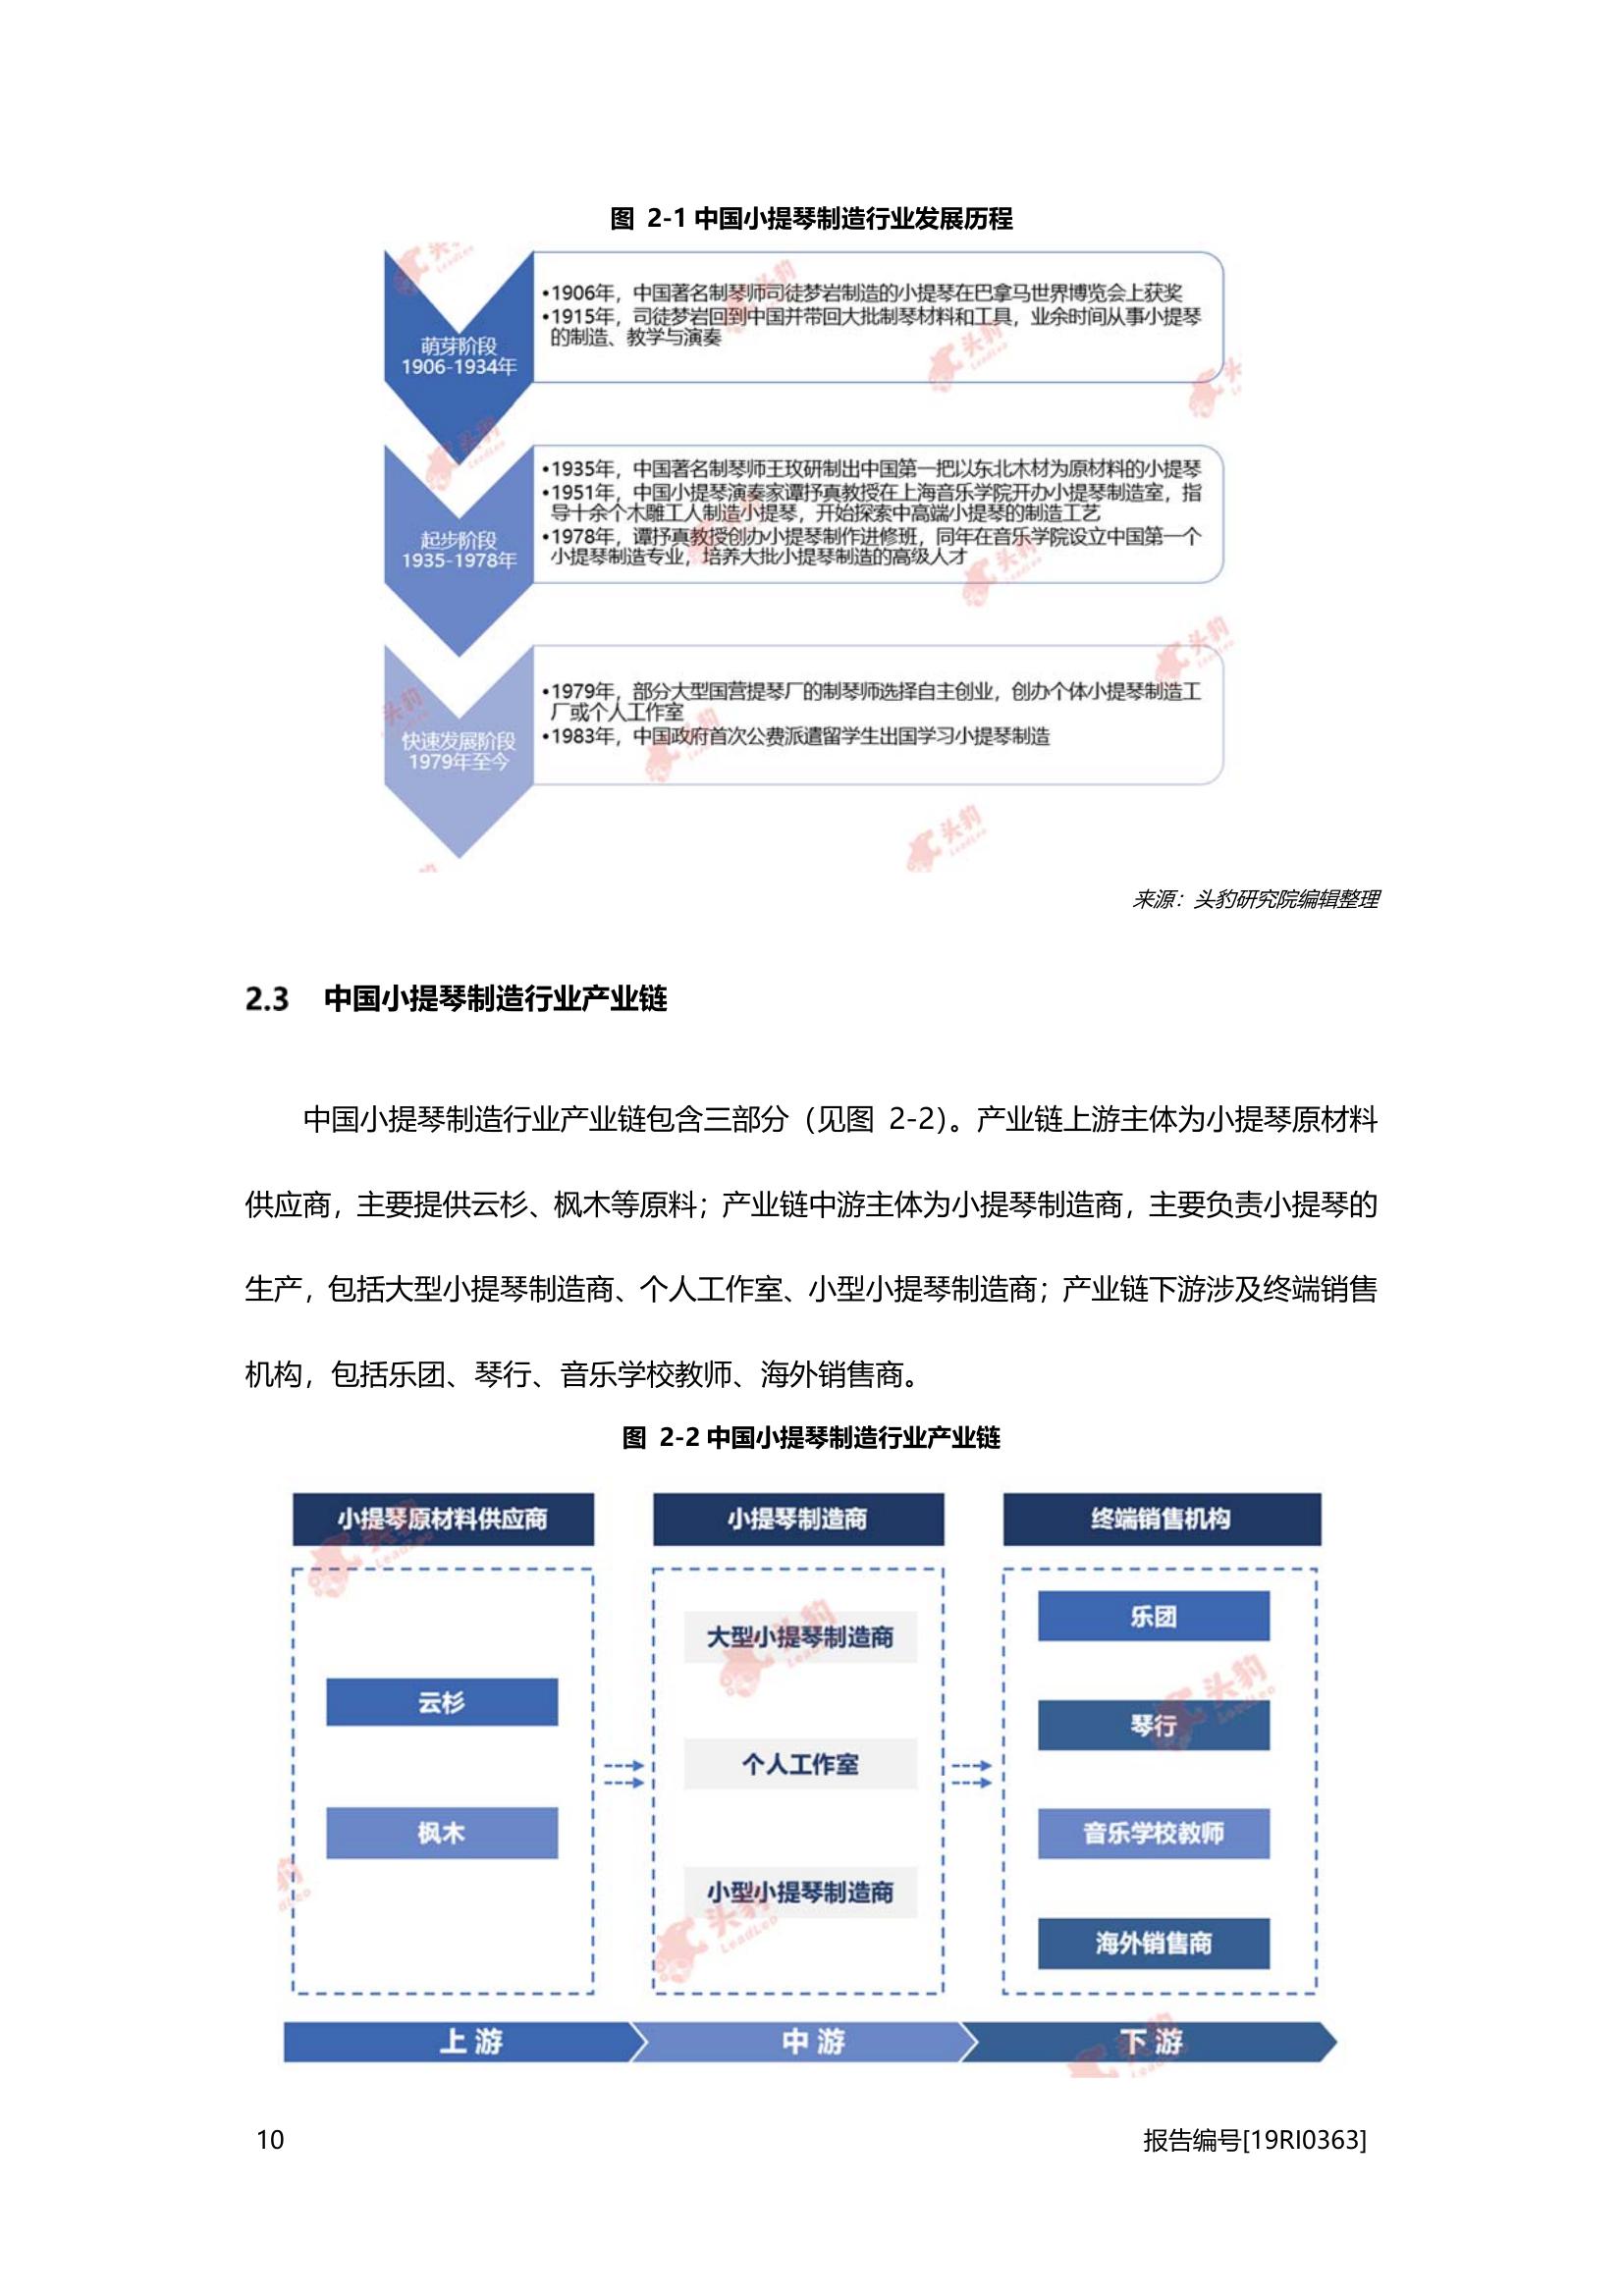 图 2-1 中国小提琴制造行业发展历程
萌芽阶段
1906-1934年
•1906年，中国著名制琴师司徒梦岩制造的小提琴在巴拿马世界博览会上获奖
•1915年，司徒梦岩回到中国并带回大批制琴材料和工具，业余时间从事小提琴
的制造、教学与演奏
起步阶段
1935-1978年
•1935年，中国著名制琴师王玫研制出中国第一把以东北木材为原材料的小提琴
•1951年，中国小提琴演奏家谭抒真教授在上海音乐学院开办小提琴制造室，指
导十余个木雕工人制造小提琴，开始探索中高端小提琴的制造工艺
•1978年，谭抒真教授创办小提琴制作进修班，同年在音乐学院设立中国第一个
小提琴制造专业，培养大批小提琴制造的高级人才
快速发展阶段
1979年至今
•1979年，部分大型国营提琴厂的制琴师选择自主创业，创办个体小提琴制造工
厂或个人工作室
•1983年，中国政府首次公费派遣留学生出国学习小提琴制造
来源：头豹研究院编辑整理
2.3 中国小提琴制造行业产业链
中国小提琴制造行业产业链包含三部分（见图 2-2）。产业链上游主体为小提琴原材料
供应商，主要提供云杉、枫木等原料；产业链中游主体为小提琴制造商，主要负责小提琴的
生产，包括大型小提琴制造商、个人工作室、小型小提琴制造商；产业链下游涉及终端销售
机构，包括乐团、琴行、音乐学校教师、海外销售商。
图 2-2 中国小提琴制造行业产业链
小提琴原材料供应商
云杉
枫木
小提琴制造商
大型小提琴制造商
个人工作室
小型小提琴制造商
终端销售机构
乐团
琴行
音乐学校教师
海外销售商
上 游
中 游
下 游
10
报告编号[19RI0363]
头豹
LeadLeo